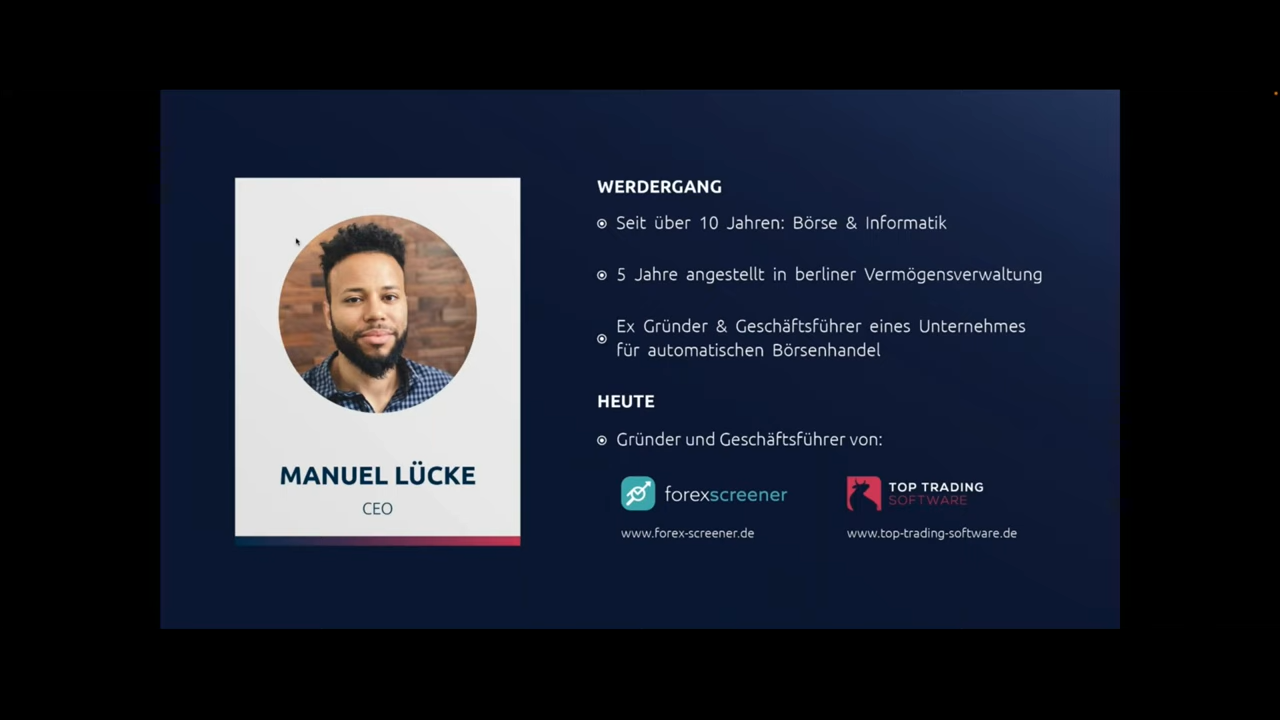 MANUEL LÜCKE
CEO
WERDERGANG
Seit über 10 Jahren: Börse & Informatik
5 Jahre angestellt in berliner Vermögensverwaltung
Ex Gründer & Geschäftsführer eines Unternehmes
für automatischen Börsenhandel
HEUTE
Gründer und Geschäftsführer von:
forexscreener
www.forex-screener.de
TOP TRADING
SOFTWARE
www.top-trading-software.de